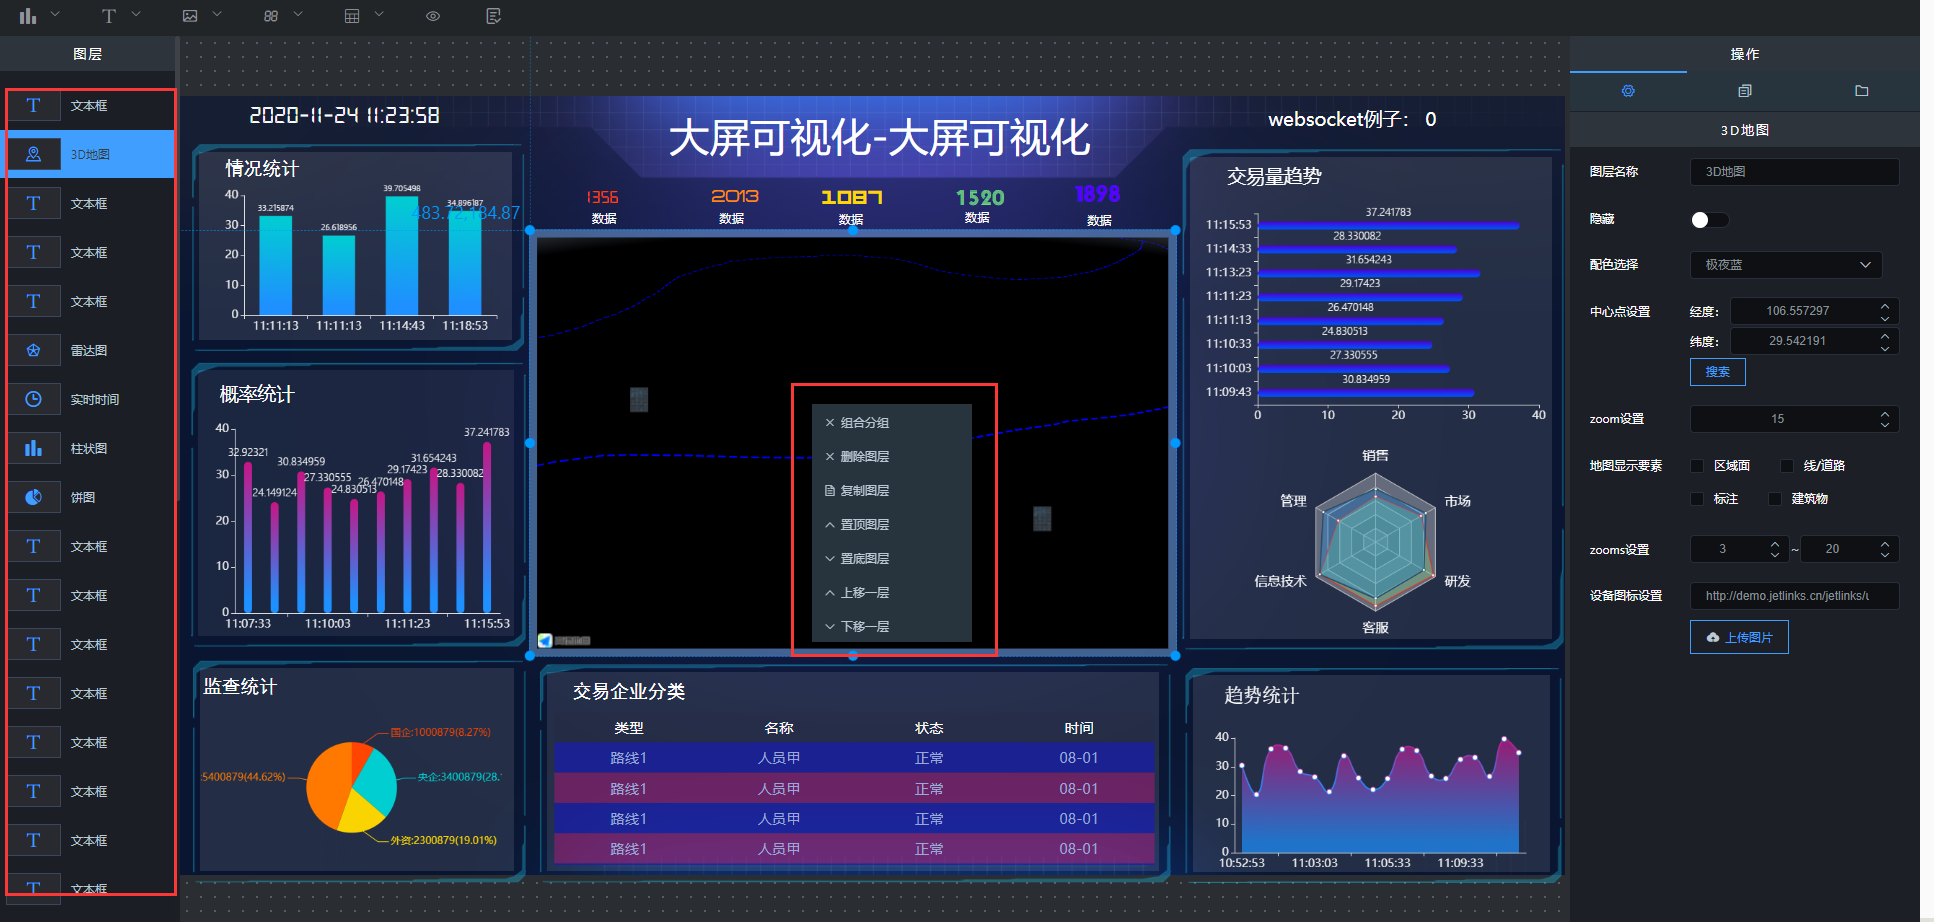 图层
操作
文本框
3D地图
文本框
文本框
文本框
雷达图
实时时间
柱状图
饼图
文本框
文本框
文本框
文本框
文本框
文本框
文本框
文本框
2020-11-24 11:23:58
大屏可视化-大屏可视化
websocket例子： 0
1356
2013
1087
1520
1898
数据
数据
数据
数据
数据
483.72,184.87
情况统计
40
30
20
10
0
33.215874
26.618956
39.705498
34.896187
11:11:13
11:11:13
11:14:43
11:18:53
概率统计
40
30
20
10
0
32.92321
24.149124
30.834959
27.330555
24.830513
26.470148
29.17423
31.654243
28.330082
37.241783
11:07:33
11:10:03
11:11:23
11:15:53
监查统计
国企:1000879(8.27%)
央企:3400879(28.
外资:2300879(19.01%)
:5400879(44.62%)
组合分组
删除图层
复制图层
置顶图层
置底图层
上移一层
下移一层
交易企业分类
类型 名称 状态 时间
路线1 人员甲 正常 08-01
路线1 人员甲 正常 08-01
路线1 人员甲 正常 08-01
路线1 人员甲 正常 08-01
交易量趋势
11:15:53 37.241783
11:14:33 28.330082
11:13:23 31.654243
11:11:23 29.17423
11:11:13 26.470148
11:10:33 24.830513
11:10:03 27.330555
11:09:43 30.834959
0 10 20 30 40
销售
管理
市场
信息技术
研发
客服
趋势统计
40
30
20
10
0
10:52:53 11:03:03 11:05:33 11:09:33
3D地图
图层名称 3D地图
隐藏
配色选择 极夜蓝
中心点设置 经度： 106.557297
纬度： 29.542191
搜索
zoom设置 15
地图显示要素 区域面 线/道路
标注 建筑物
zooms设置 3 ~ 20
设备图标设置 http://demo.jetlinks.cn/jetlinks/u
上传图片